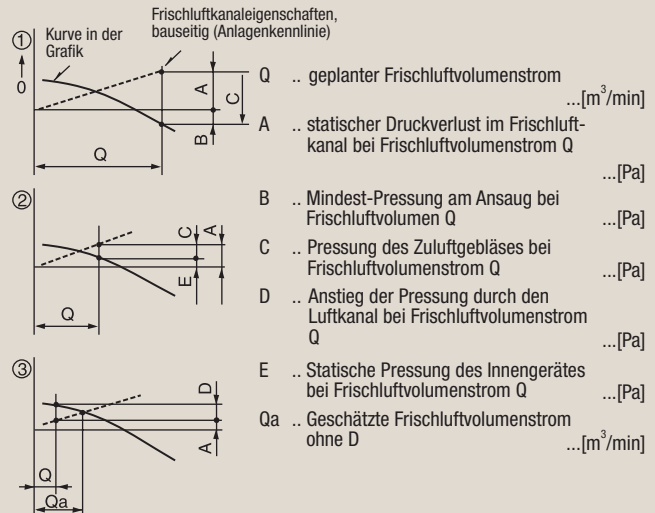 Frischluftkanaleigenschaften,
bauseitig (Anlagenkennlinie)
Kurve in der
Grafik
①
0
A
C
B
Q
②
C
A
E
Q
③
D
A
Q
Qa
Q .. geplanter Frischluftvolumenstrom
...[m³/min]
A .. statischer Druckverlust im Frischluft-
kanal bei Frischluftvolumenstrom Q
...[Pa]
B .. Mindest-Pressung am Ansaug bei
Frischluftvolumen Q ...[Pa]
C .. Pressung des Zuluftgebläses bei
Frischluftvolumenstrom Q ...[Pa]
D .. Anstieg der Pressung durch den
Luftkanal bei Frischluftvolumenstrom
Q ...[Pa]
E .. Statische Pressung des Innengerätes
bei Frischluftvolumenstrom Q ...[Pa]
Qa .. Geschätzte Frischluftvolumenstrom
ohne D ...[m³/min]